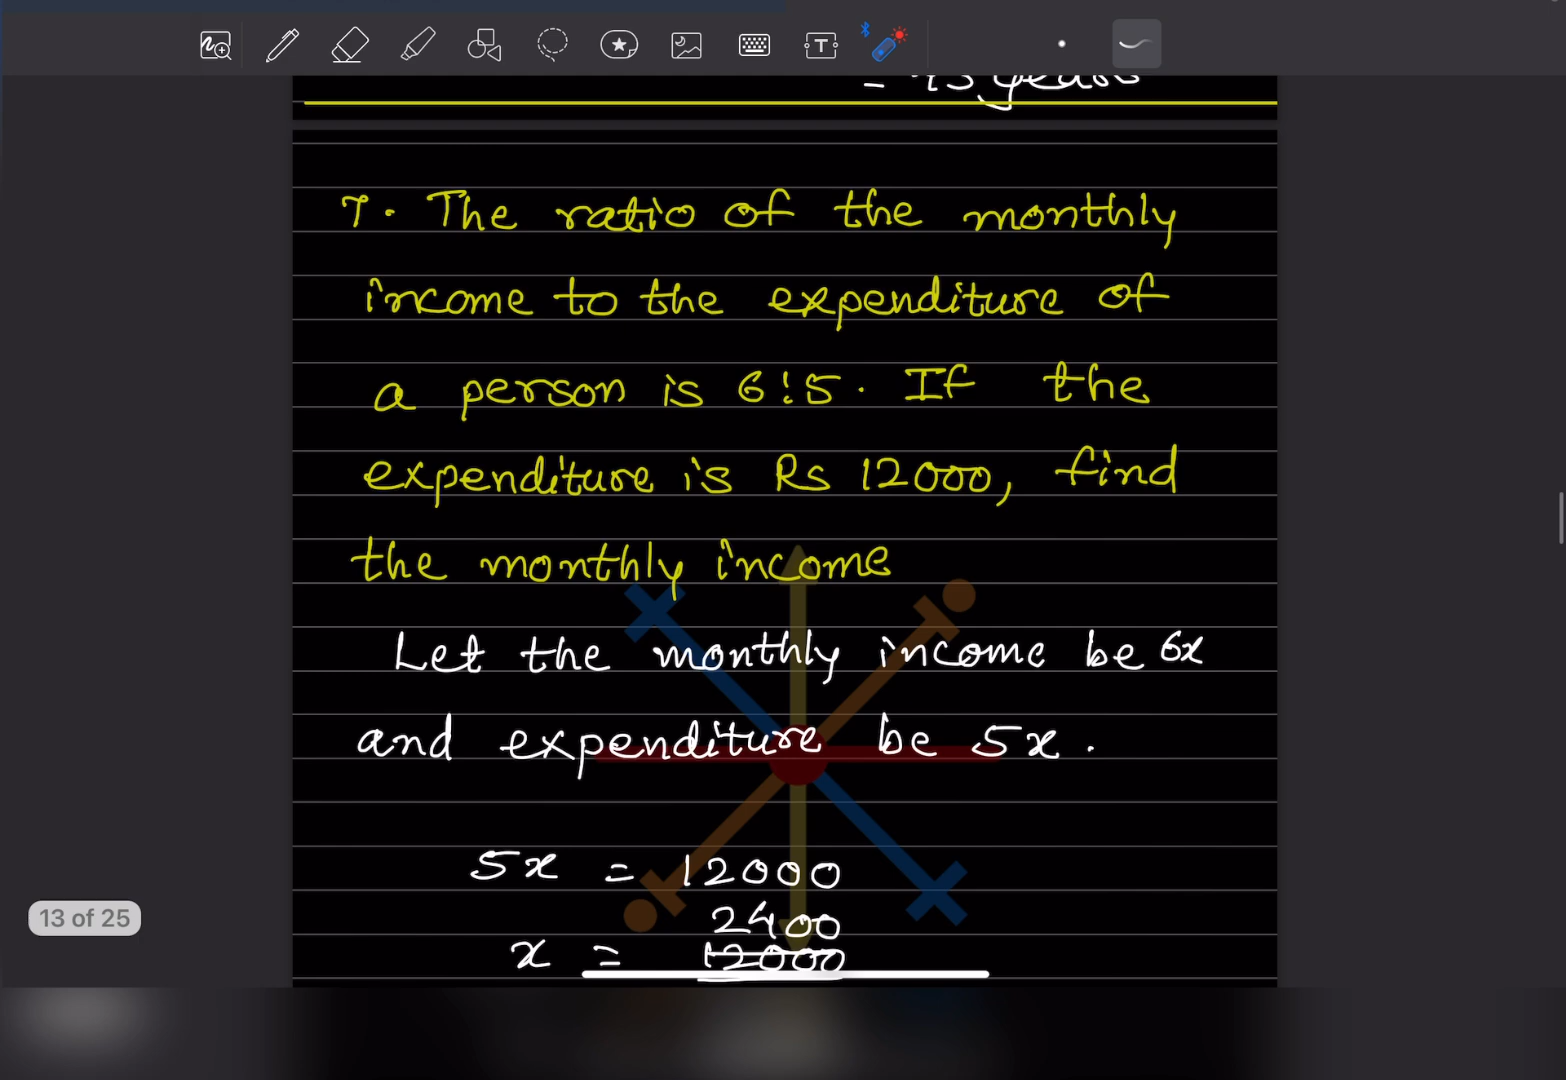 = 45 years
7. The ratio of the monthly
income to the expenditure of
a person is 6:5. If the
expenditure is Rs 12000, find
the monthly income
Let the monthly income be 6x
and expenditure be 5x.
5x = 12000
2400
x = 12000
13 of 25